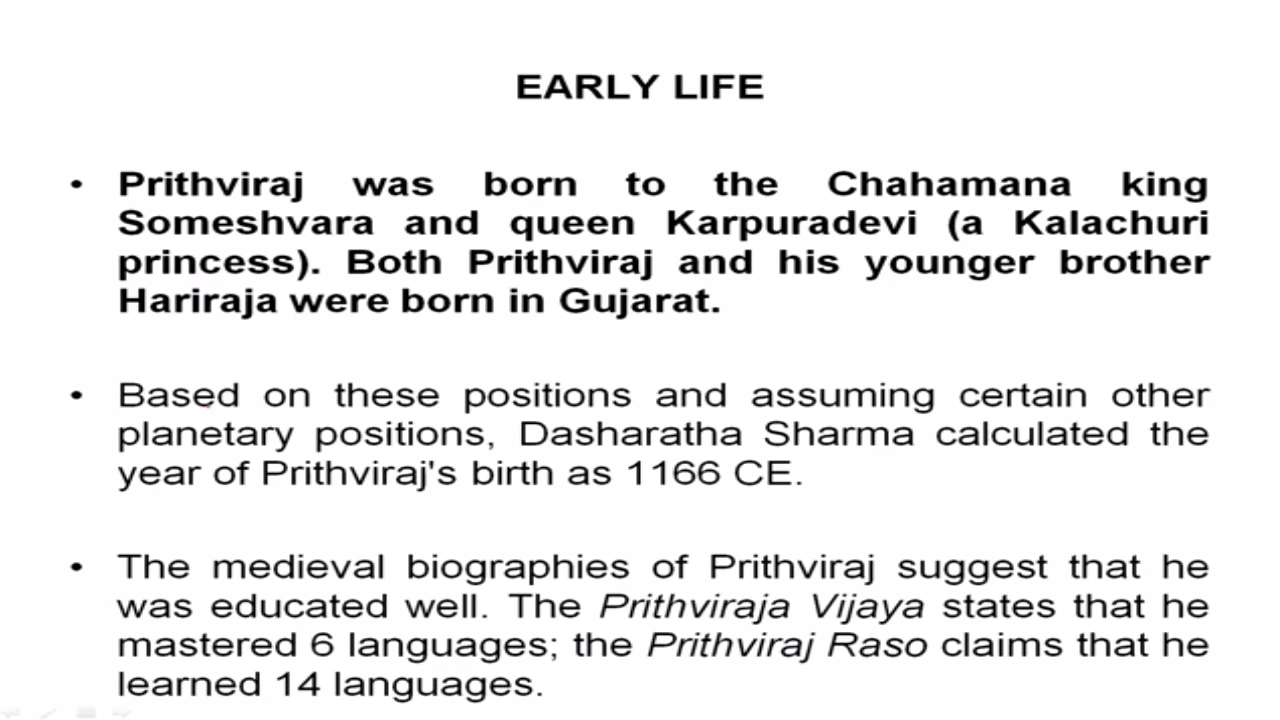 EARLY LIFE
• Prithviraj was born to the Chahamana king
Someshvara and queen Karpuradevi (a Kalachuri
princess). Both Prithviraj and his younger brother
Hariraja were born in Gujarat.
• Based on these positions and assuming certain other
planetary positions, Dasharatha Sharma calculated the
year of Prithviraj's birth as 1166 CE.
• The medieval biographies of Prithviraj suggest that he
was educated well. The Prithviraja Vijaya states that he
mastered 6 languages; the Prithviraj Raso claims that he
learned 14 languages.